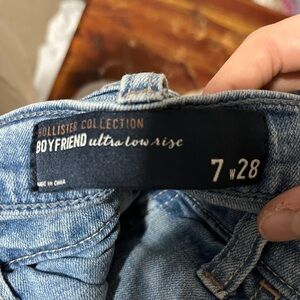 HOLLISTER COLLECTION
BOYFRIEND ultra low rise
7 W28
MADE IN CHINA